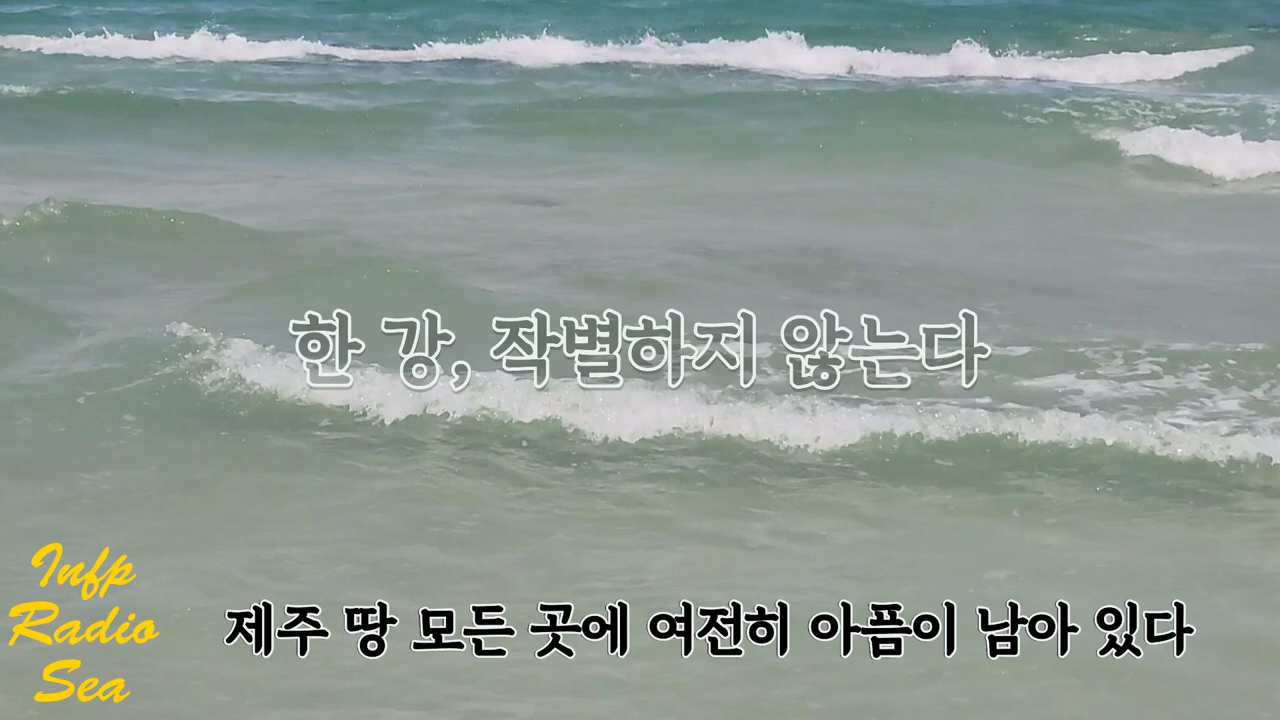 한 강, 작별하지 않는다
Infp
Radio
Sea
제주 땅 모든 곳에 여전히 아픔이 남아 있다